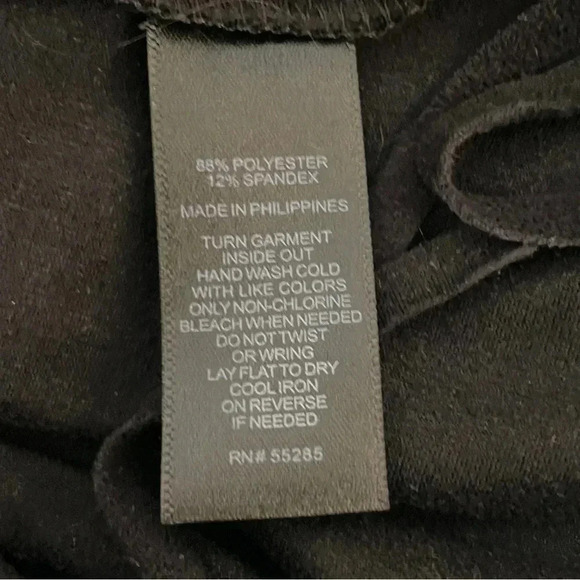 88% POLYESTER
12% SPANDEX
MADE IN PHILIPPINES
TURN GARMENT
INSIDE OUT
HAND WASH COLD
WITH LIKE COLORS
ONLY NON-CHLORINE
BLEACH WHEN NEEDED
DO NOT TWIST
OR WRING
LAY FLAT TO DRY
COOL IRON
ON REVERSE
IF NEEDED
RN# 55285